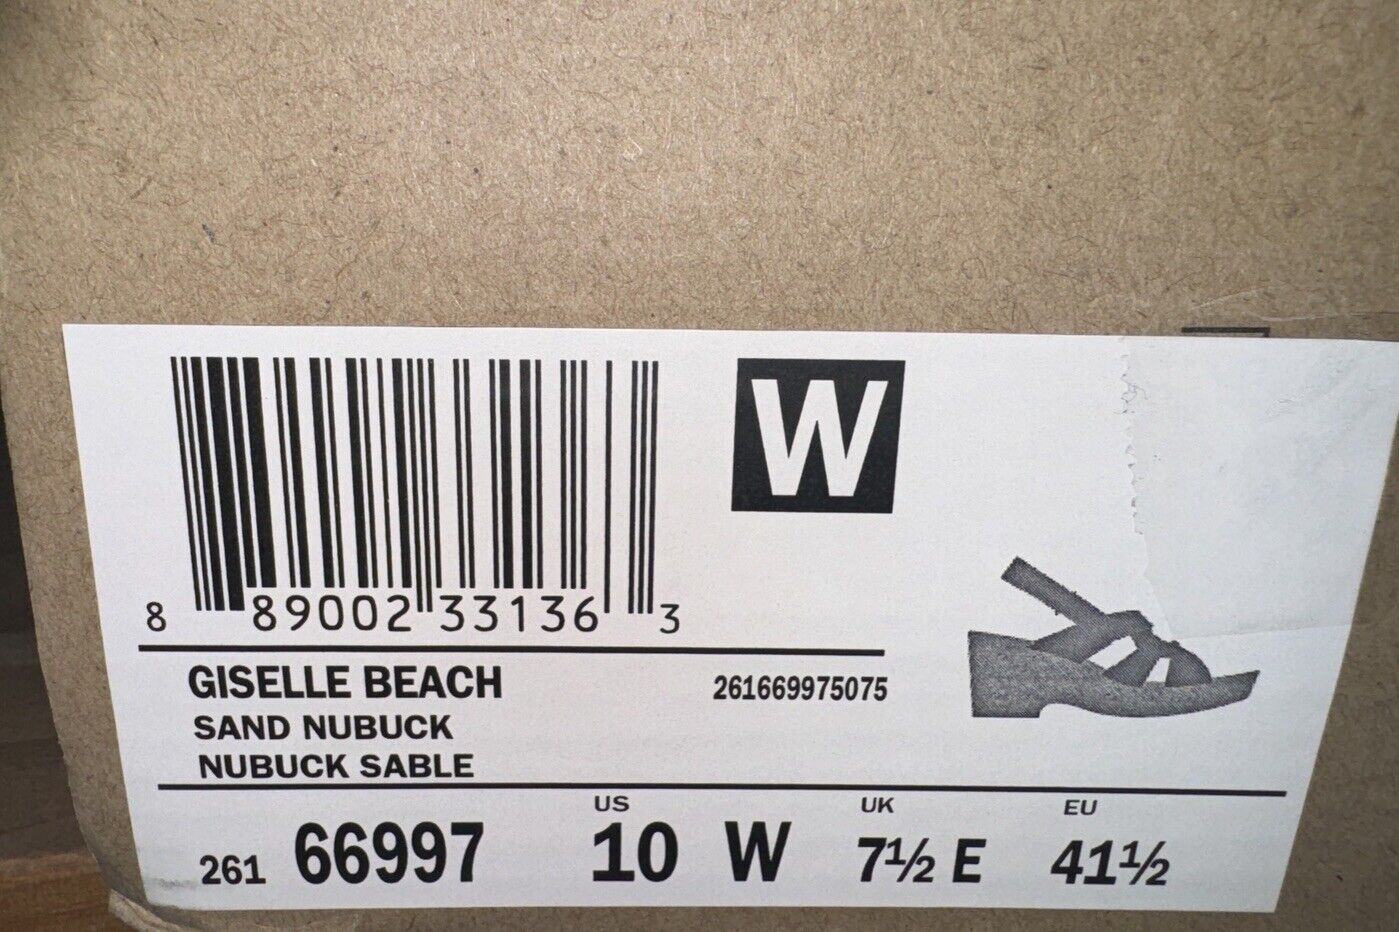 W
8 89002 33136 3
GISELLE BEACH 261669975075
SAND NUBUCK
NUBUCK SABLE
US UK EU
261 66997 10 W 7½ E 41½